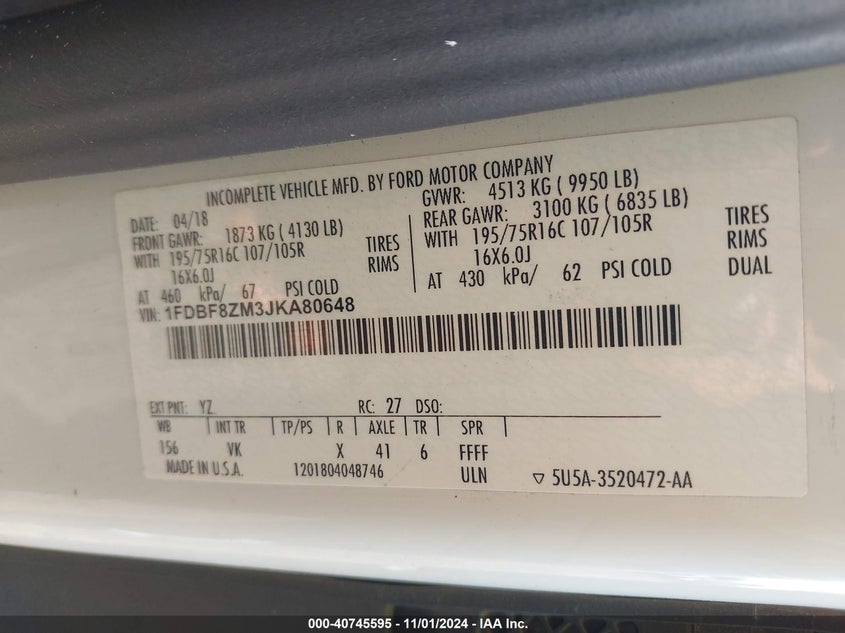 INCOMPLETE VEHICLE MFD. BY FORD MOTOR COMPANY
DATE: 04/18 GVWR: 4513 KG ( 9950 LB)
FRONT GAWR: 1873 KG ( 4130 LB) REAR GAWR: 3100 KG ( 6835 LB)
WITH 195/75R16C 107/105R TIRES WITH 195/75R16C 107/105R TIRES
16X6.0J RIMS 16X6.0J RIMS
AT 460 kPa/ 67 PSI COLD AT 430 kPa/ 62 PSI COLD DUAL
VIN: 1FDBF8ZM3JKA80648
EXT PNT: YZ RC: 27 DSO:
WB INT TR TP/PS R AXLE TR SPR
156 VK X 41 6 FFFF
MADE IN U.S.A. 1201804048746 ULN 5U5A-3520472-AA
000-40745595 - 11/01/2024 - IAA Inc.